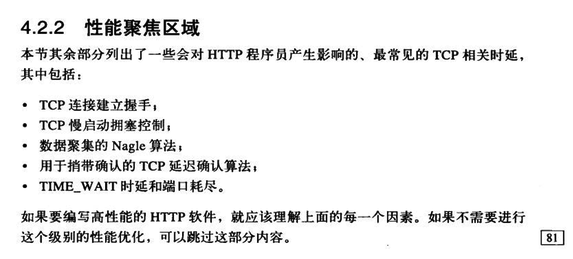 4.2.2 性能聚焦区域
本节其余部分列出了一些会对 HTTP 程序员产生影响的、最常见的 TCP 相关时延，
其中包括：
• TCP 连接建立握手；
• TCP 慢启动拥塞控制；
• 数据聚集的 Nagle 算法；
• 用于捎带确认的 TCP 延迟确认算法；
• TIME_WAIT 时延和端口耗尽。
如果要编写高性能的 HTTP 软件，就应该理解上面的每一个因素。如果不需要进行
这个级别的性能优化，可以跳过这部分内容。
81